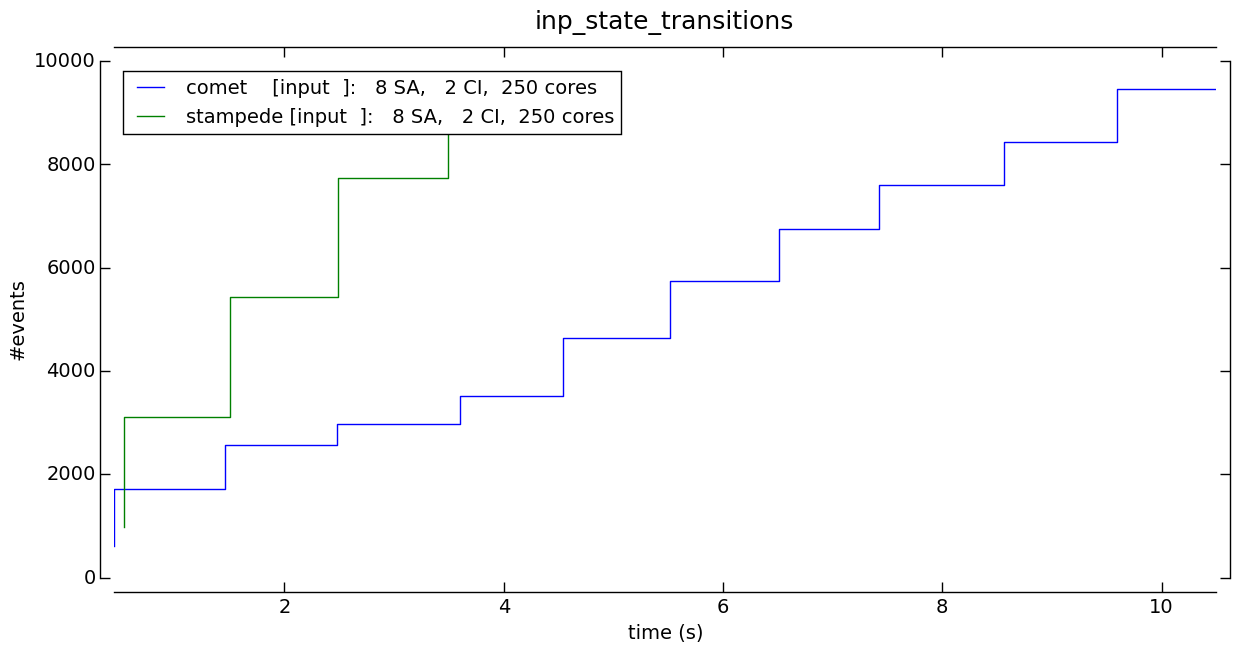 inp_state_transitions
10000
8000
6000
4000
2000
0
#events
comet    [input  ]:   8 SA,   2 CI,  250 cores
stampede [input  ]:   8 SA,   2 CI,  250 cores
2 4 6 8 10
time (s)